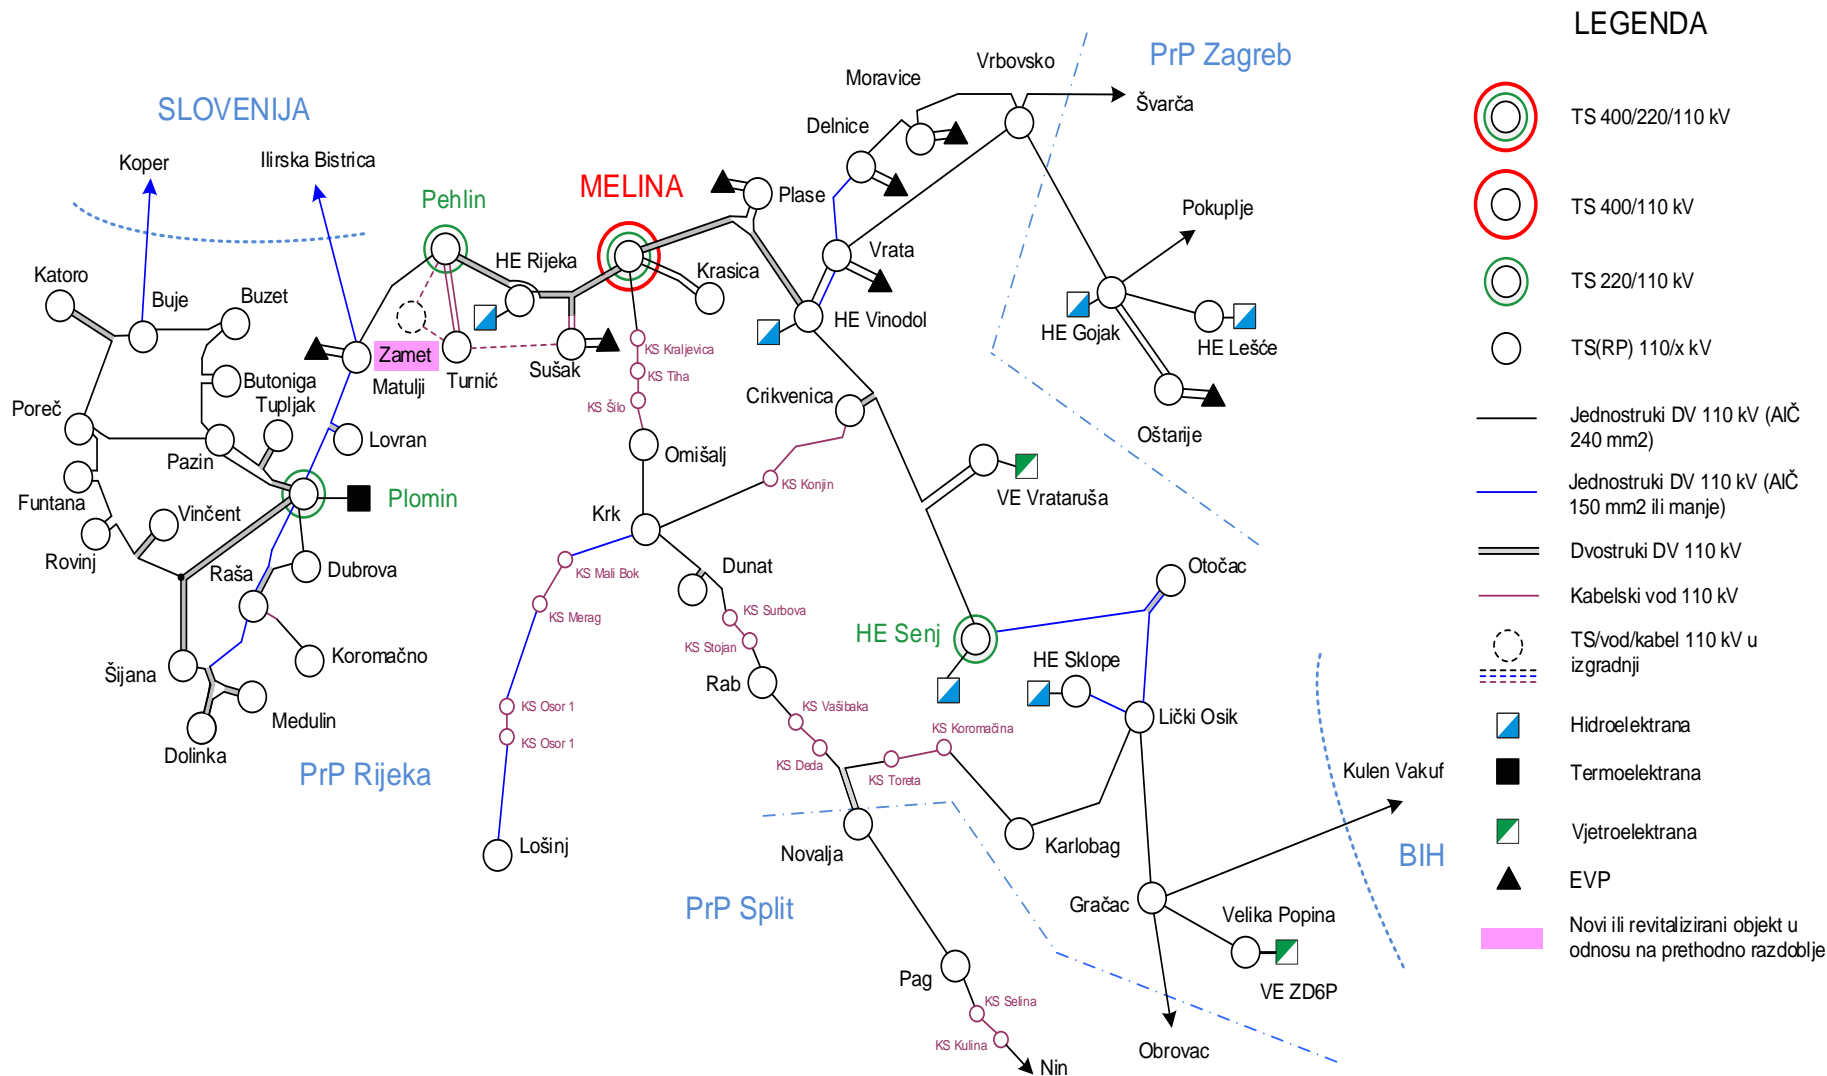 LEGENDA
PrP Zagreb
Vrbovsko
Moravice
Švarča
SLOVENIJA
Delnice
TS 400/220/110 kV
Koper
Ilirska Bistrica
MELINA
Pehlin
Plase
Pokuplje
TS 400/110 kV
HE Rijeka
Vrata
Krasica
Katoro
Buje
Buzet
TS 220/110 kV
HE Vinodol
HE Gojak
HE Lešće
KS Kraljevica
Zamet
Matulji
Turnić
Sušak
TS(RP) 110/x kV
KS Tiha
Butoniga
Tupljak
Crikvenica
KS Šilo
Poreč
Lovran
Oštarije
Jednostruki DV 110 kV (AlČ
240 mm2)
Pazin
Omišalj
KS Konjin
VE Vrataruša
Jednostruki DV 110 kV (AlČ
150 mm2 ili manje)
Funtana
Plomin
Vinčent
Krk
Rovinj
Raša
Dubrova
Dunat
KS Mali Bok
Otočac
Dvostruki DV 110 kV
KS Merag
KS Surbova
Kabelski vod 110 kV
HE Senj
KS Stojan
TS/vod/kabel 110 kV u
izgradnji
Koromačno
Šijana
HE Sklope
Rab
Medulin
KS Osor 1
KS Vašibaka
KS Koromačina
Lički Osik
Hidroelektrana
Dolinka
KS Osor 1
KS Deda
KS Toreta
PrP Rijeka
Kulen Vakuf
Termoelektrana
Lošinj
Novalja
Karlobag
Vjetroelektrana
BIH
EVP
PrP Split
Gračac
Velika Popina
Novi ili revitalizirani objekt u
odnosu na prethodno razdoblje
Pag
VE ZD6P
KS Selina
KS Kulina
Nin
Obrovac